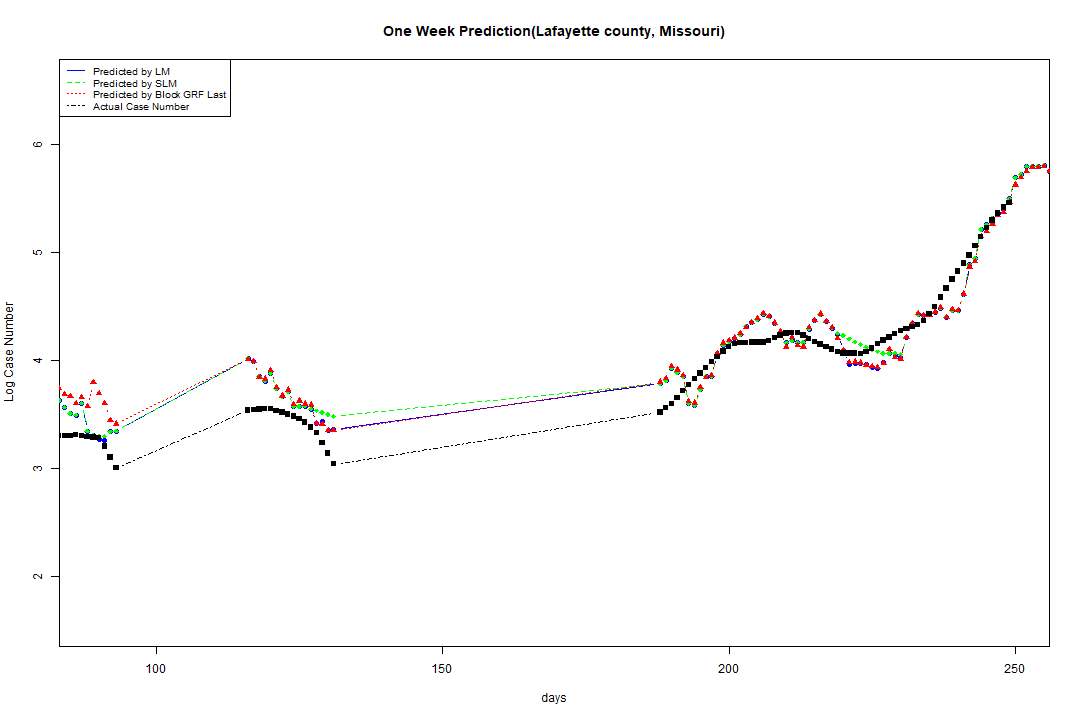 One Week Prediction(Lafayette county, Missouri)
Predicted by LM
Predicted by SLM
Predicted by Block GRF Last
Actual Case Number
6
5
4
3
2
Log Case Number
100 150 200 250
days